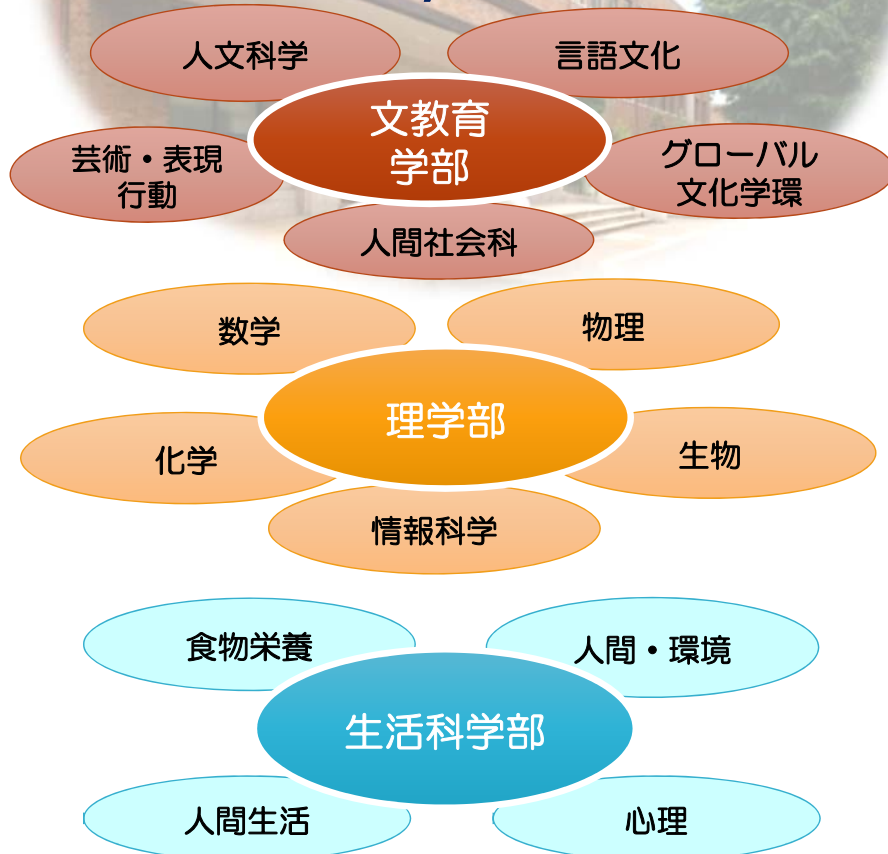 人文科学
言語文化
文教育
学部
芸術・表現
行動
グローバル
文化学環
人間社会科
数学
物理
理学部
化学
生物
情報科学
食物栄養
人間・環境
生活科学部
人間生活
心理